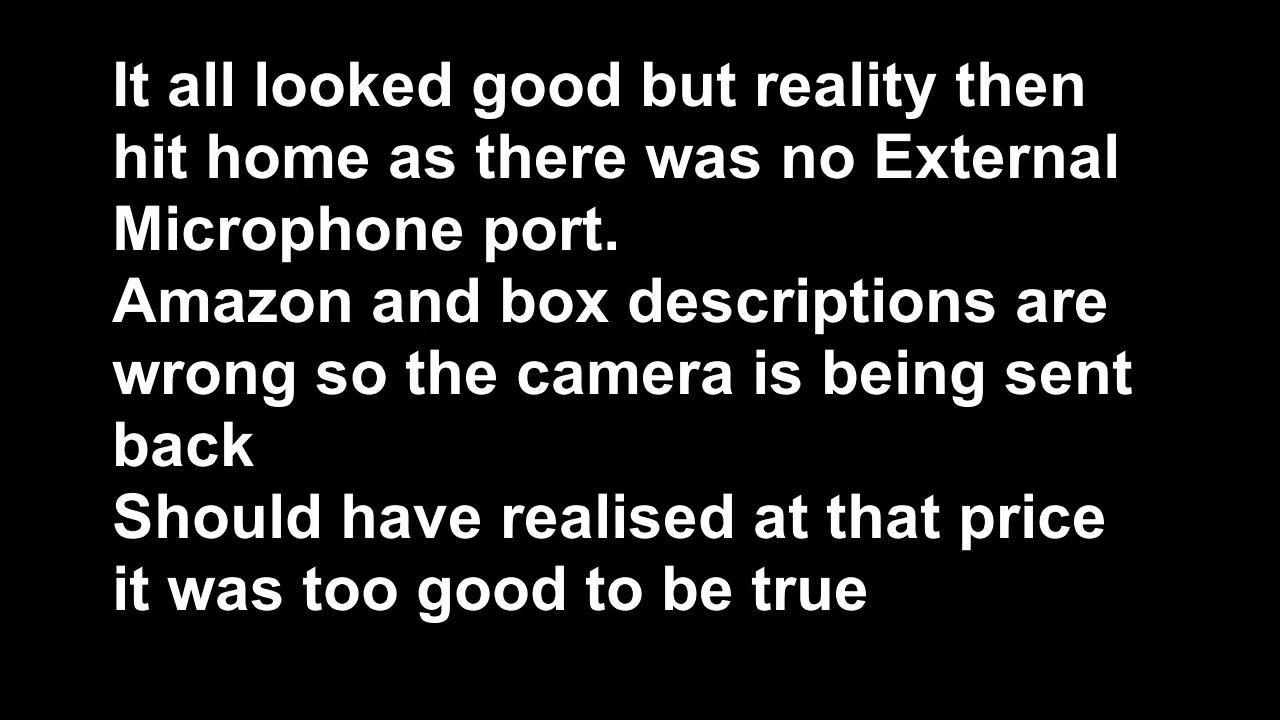 It all looked good but reality then
hit home as there was no External
Microphone port.
Amazon and box descriptions are
wrong so the camera is being sent
back
Should have realised at that price
it was too good to be true